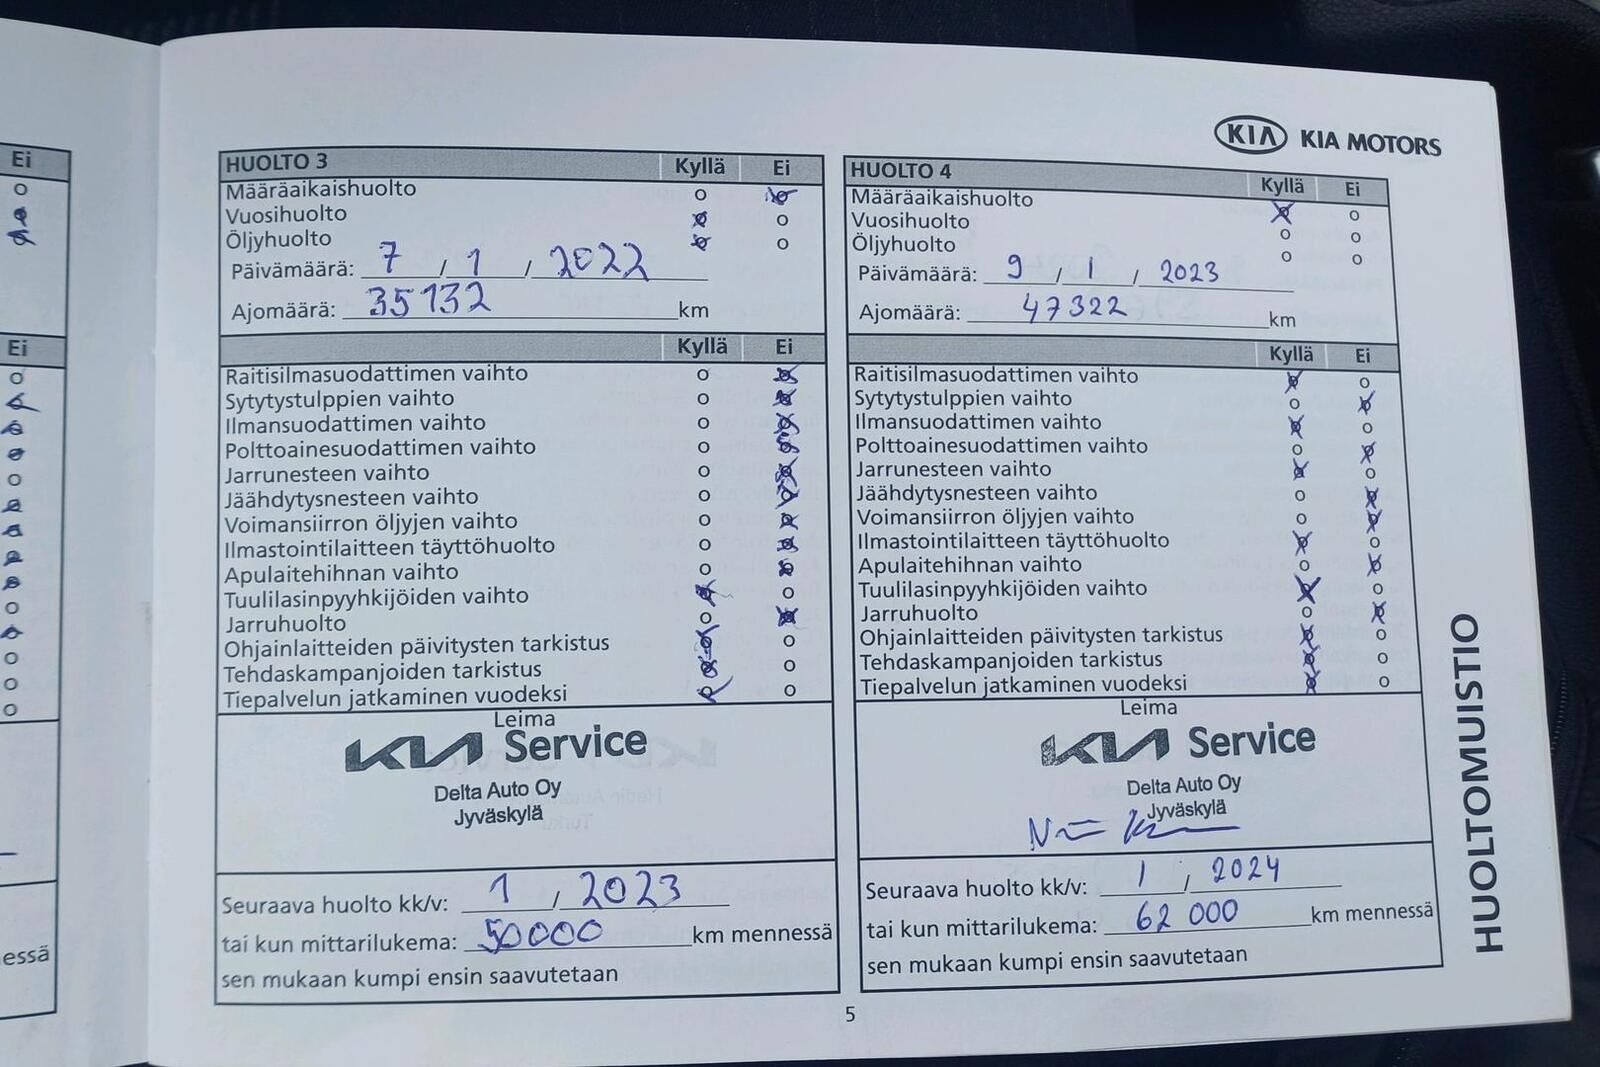 Ei
Ei
essä
KIA KIA MOTORS
HUOLTO 3 Kyllä Ei
Määräaikaishuolto
Vuosihuolto
Öljyhuolto
Päivämäärä: 7 / 1 / 2022
Ajomäärä: 35132 km
Kyllä Ei
Raitisilmasuodattimen vaihto
Sytytystulppien vaihto
Ilmansuodattimen vaihto
Polttoainesuodattimen vaihto
Jarrunesteen vaihto
Jäähdytysnesteen vaihto
Voimansiirron öljyjen vaihto
Ilmastointilaitteen täyttöhuolto
Apulaitehihnan vaihto
Tuulilasinpyyhkijöiden vaihto
Jarruhuolto
Ohjainlaitteiden päivitysten tarkistus
Tehdaskampanjoiden tarkistus
Tiepalvelun jatkaminen vuodeksi
Leima
KIA Service
Delta Auto Oy
Jyväskylä
Seuraava huolto kk/v: 1 / 2023
tai kun mittarilukema: 50000 km mennessä
sen mukaan kumpi ensin saavutetaan
HUOLTO 4 Kyllä Ei
Määräaikaishuolto
Vuosihuolto
Öljyhuolto
Päivämäärä: 9 / 1 / 2023
Ajomäärä: 47322 km
Kyllä Ei
Raitisilmasuodattimen vaihto
Sytytystulppien vaihto
Ilmansuodattimen vaihto
Polttoainesuodattimen vaihto
Jarrunesteen vaihto
Jäähdytysnesteen vaihto
Voimansiirron öljyjen vaihto
Ilmastointilaitteen täyttöhuolto
Apulaitehihnan vaihto
Tuulilasinpyyhkijöiden vaihto
Jarruhuolto
Ohjainlaitteiden päivitysten tarkistus
Tehdaskampanjoiden tarkistus
Tiepalvelun jatkaminen vuodeksi
Leima
KIA Service
Delta Auto Oy
Jyväskylä
Seuraava huolto kk/v: 1 / 2024
tai kun mittarilukema: 62 000 km mennessä
sen mukaan kumpi ensin saavutetaan
HUOLTOMUISTIO
5